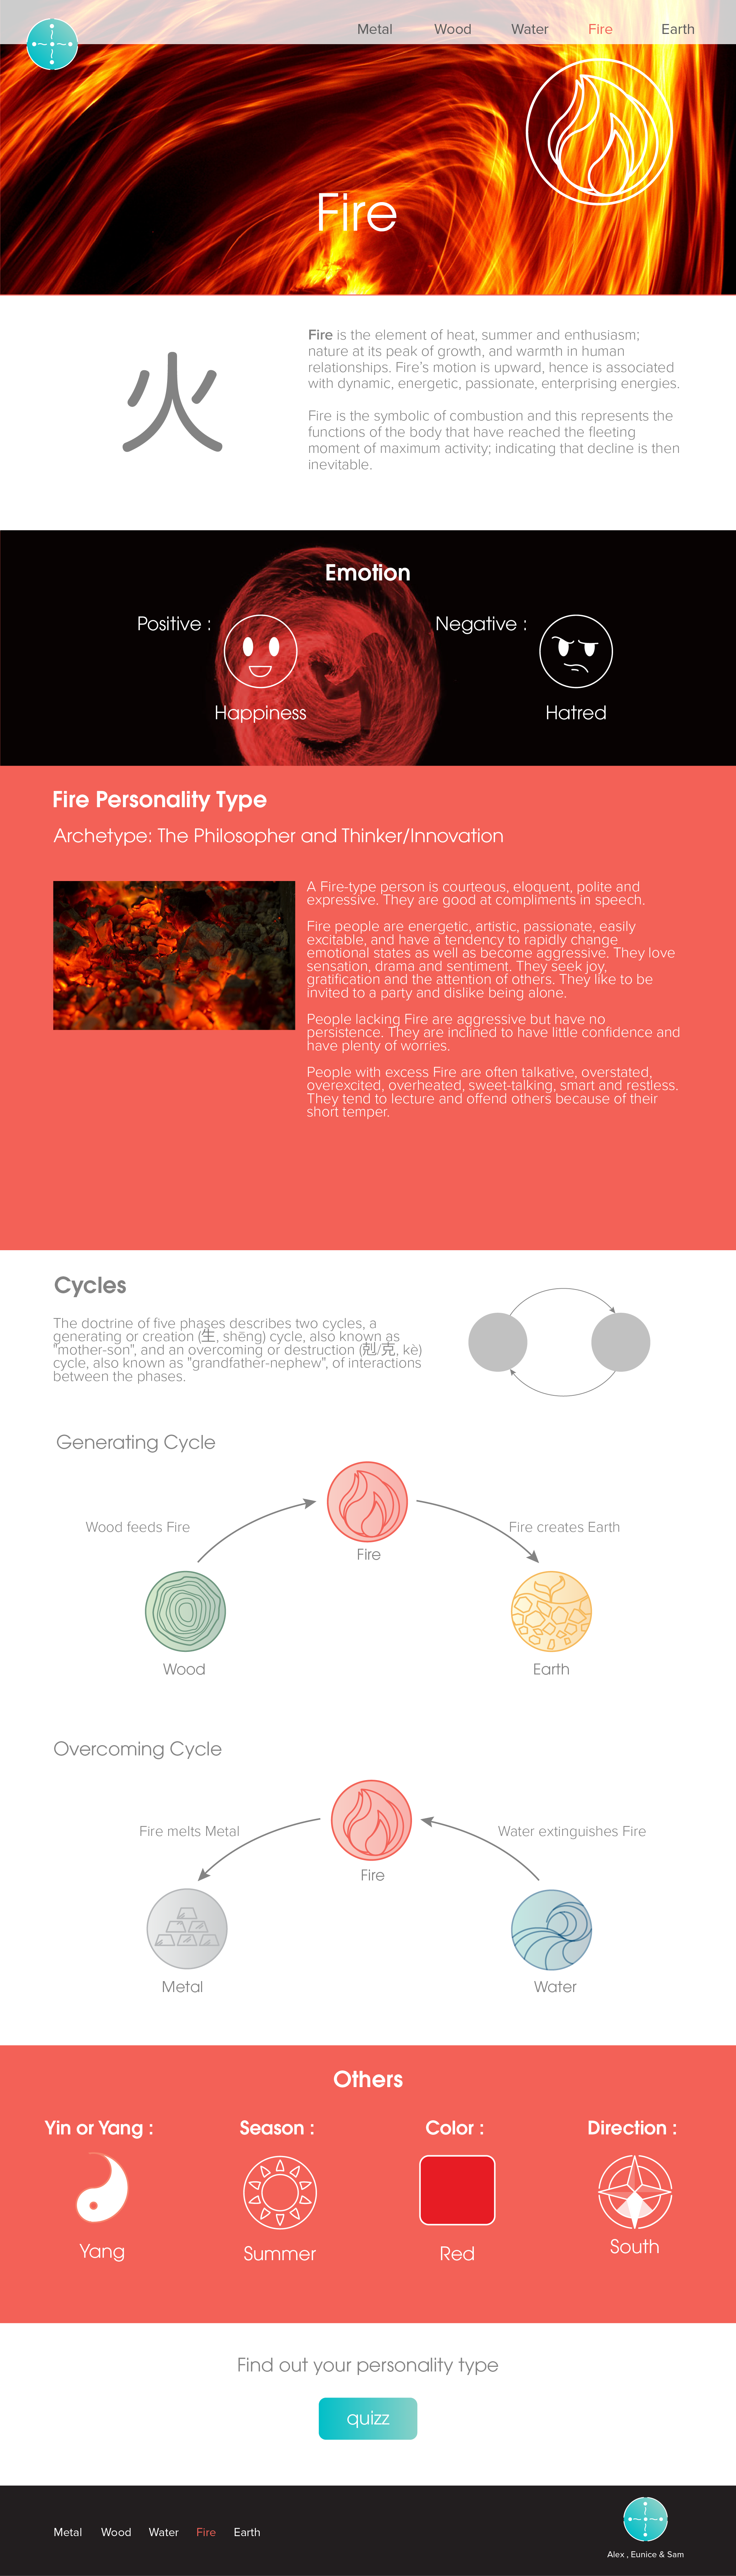 Metal Wood Water Fire Earth
Fire
火
Fire is the element of heat, summer and enthusiasm;
nature at its peak of growth, and warmth in human
relationships. Fire's motion is upward, hence is associated
with dynamic, energetic, passionate, enterprising energies.
Fire is the symbolic of combustion and this represents the
functions of the body that have reached the fleeting
moment of maximum activity; indicating that decline is then
inevitable.
Emotion
Positive :
Happiness
Negative :
Hatred
Fire Personality Type
Archetype: The Philosopher and Thinker/Innovation
A Fire-type person is courteous, eloquent, polite and
expressive. They are good at compliments in speech.
Fire people are energetic, artistic, passionate, easily
excitable, and have a tendency to rapidly change
emotional states as well as become aggressive. They love
sensation, drama and sentiment. They seek joy,
gratification and the attention of others. They like to be
invited to a party and dislike being alone.
People lacking Fire are aggressive but have no
persistence. They are inclined to have little confidence and
have plenty of worries.
People with excess Fire are often talkative, overstated,
overexcited, overheated, sweet-talking, smart and restless.
They tend to lecture and offend others because of their
short temper.
Cycles
The doctrine of five phases describes two cycles, a
generating or creation (生, shēng) cycle, also known as
"mother-son", and an overcoming or destruction (剋/克, kè)
cycle, also known as "grandfather-nephew", of interactions
between the phases.
Generating Cycle
Wood feeds Fire
Fire
Fire creates Earth
Wood
Earth
Overcoming Cycle
Fire melts Metal
Fire
Water extinguishes Fire
Metal
Water
Others
Yin or Yang :
Yang
Season :
Summer
Color :
Red
Direction :
South
Find out your personality type
quizz
Metal Wood Water Fire Earth
Alex , Eunice & Sam